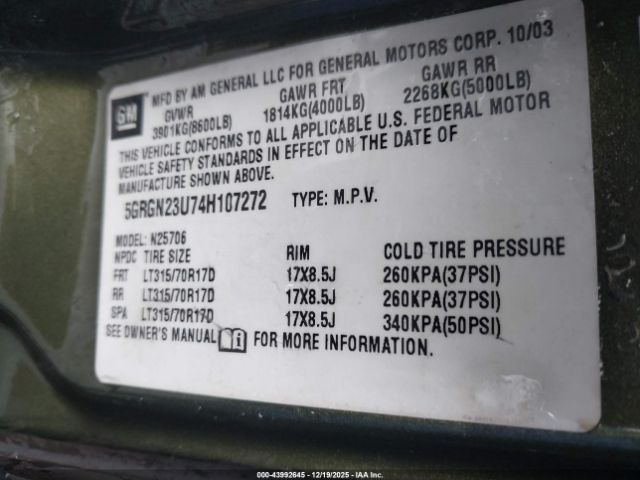 GM
MFD BY AM GENERAL LLC FOR GENERAL MOTORS CORP. 10/03
GVWR GAWR FRT GAWR RR
3901KG(8600LB) 1814KG(4000LB) 2268KG(5000LB)
THIS VEHICLE CONFORMS TO ALL APPLICABLE U.S. FEDERAL MOTOR
VEHICLE SAFETY STANDARDS IN EFFECT ON THE DATE OF
MANUFACTURE SHOWN ABOVE.
5GRGN23U74H107272 TYPE: M.P.V.
MODEL: N25706
NPDC TIRE SIZE RIM COLD TIRE PRESSURE
FRT LT315/70R17D 17X8.5J 260KPA(37PSI)
RR LT315/70R17D 17X8.5J 260KPA(37PSI)
SPA LT315/70R17D 17X8.5J 340KPA(50PSI)
SEE OWNER'S MANUAL i FOR MORE INFORMATION.
000-43992645 - 12/19/2025 - IAA Inc.